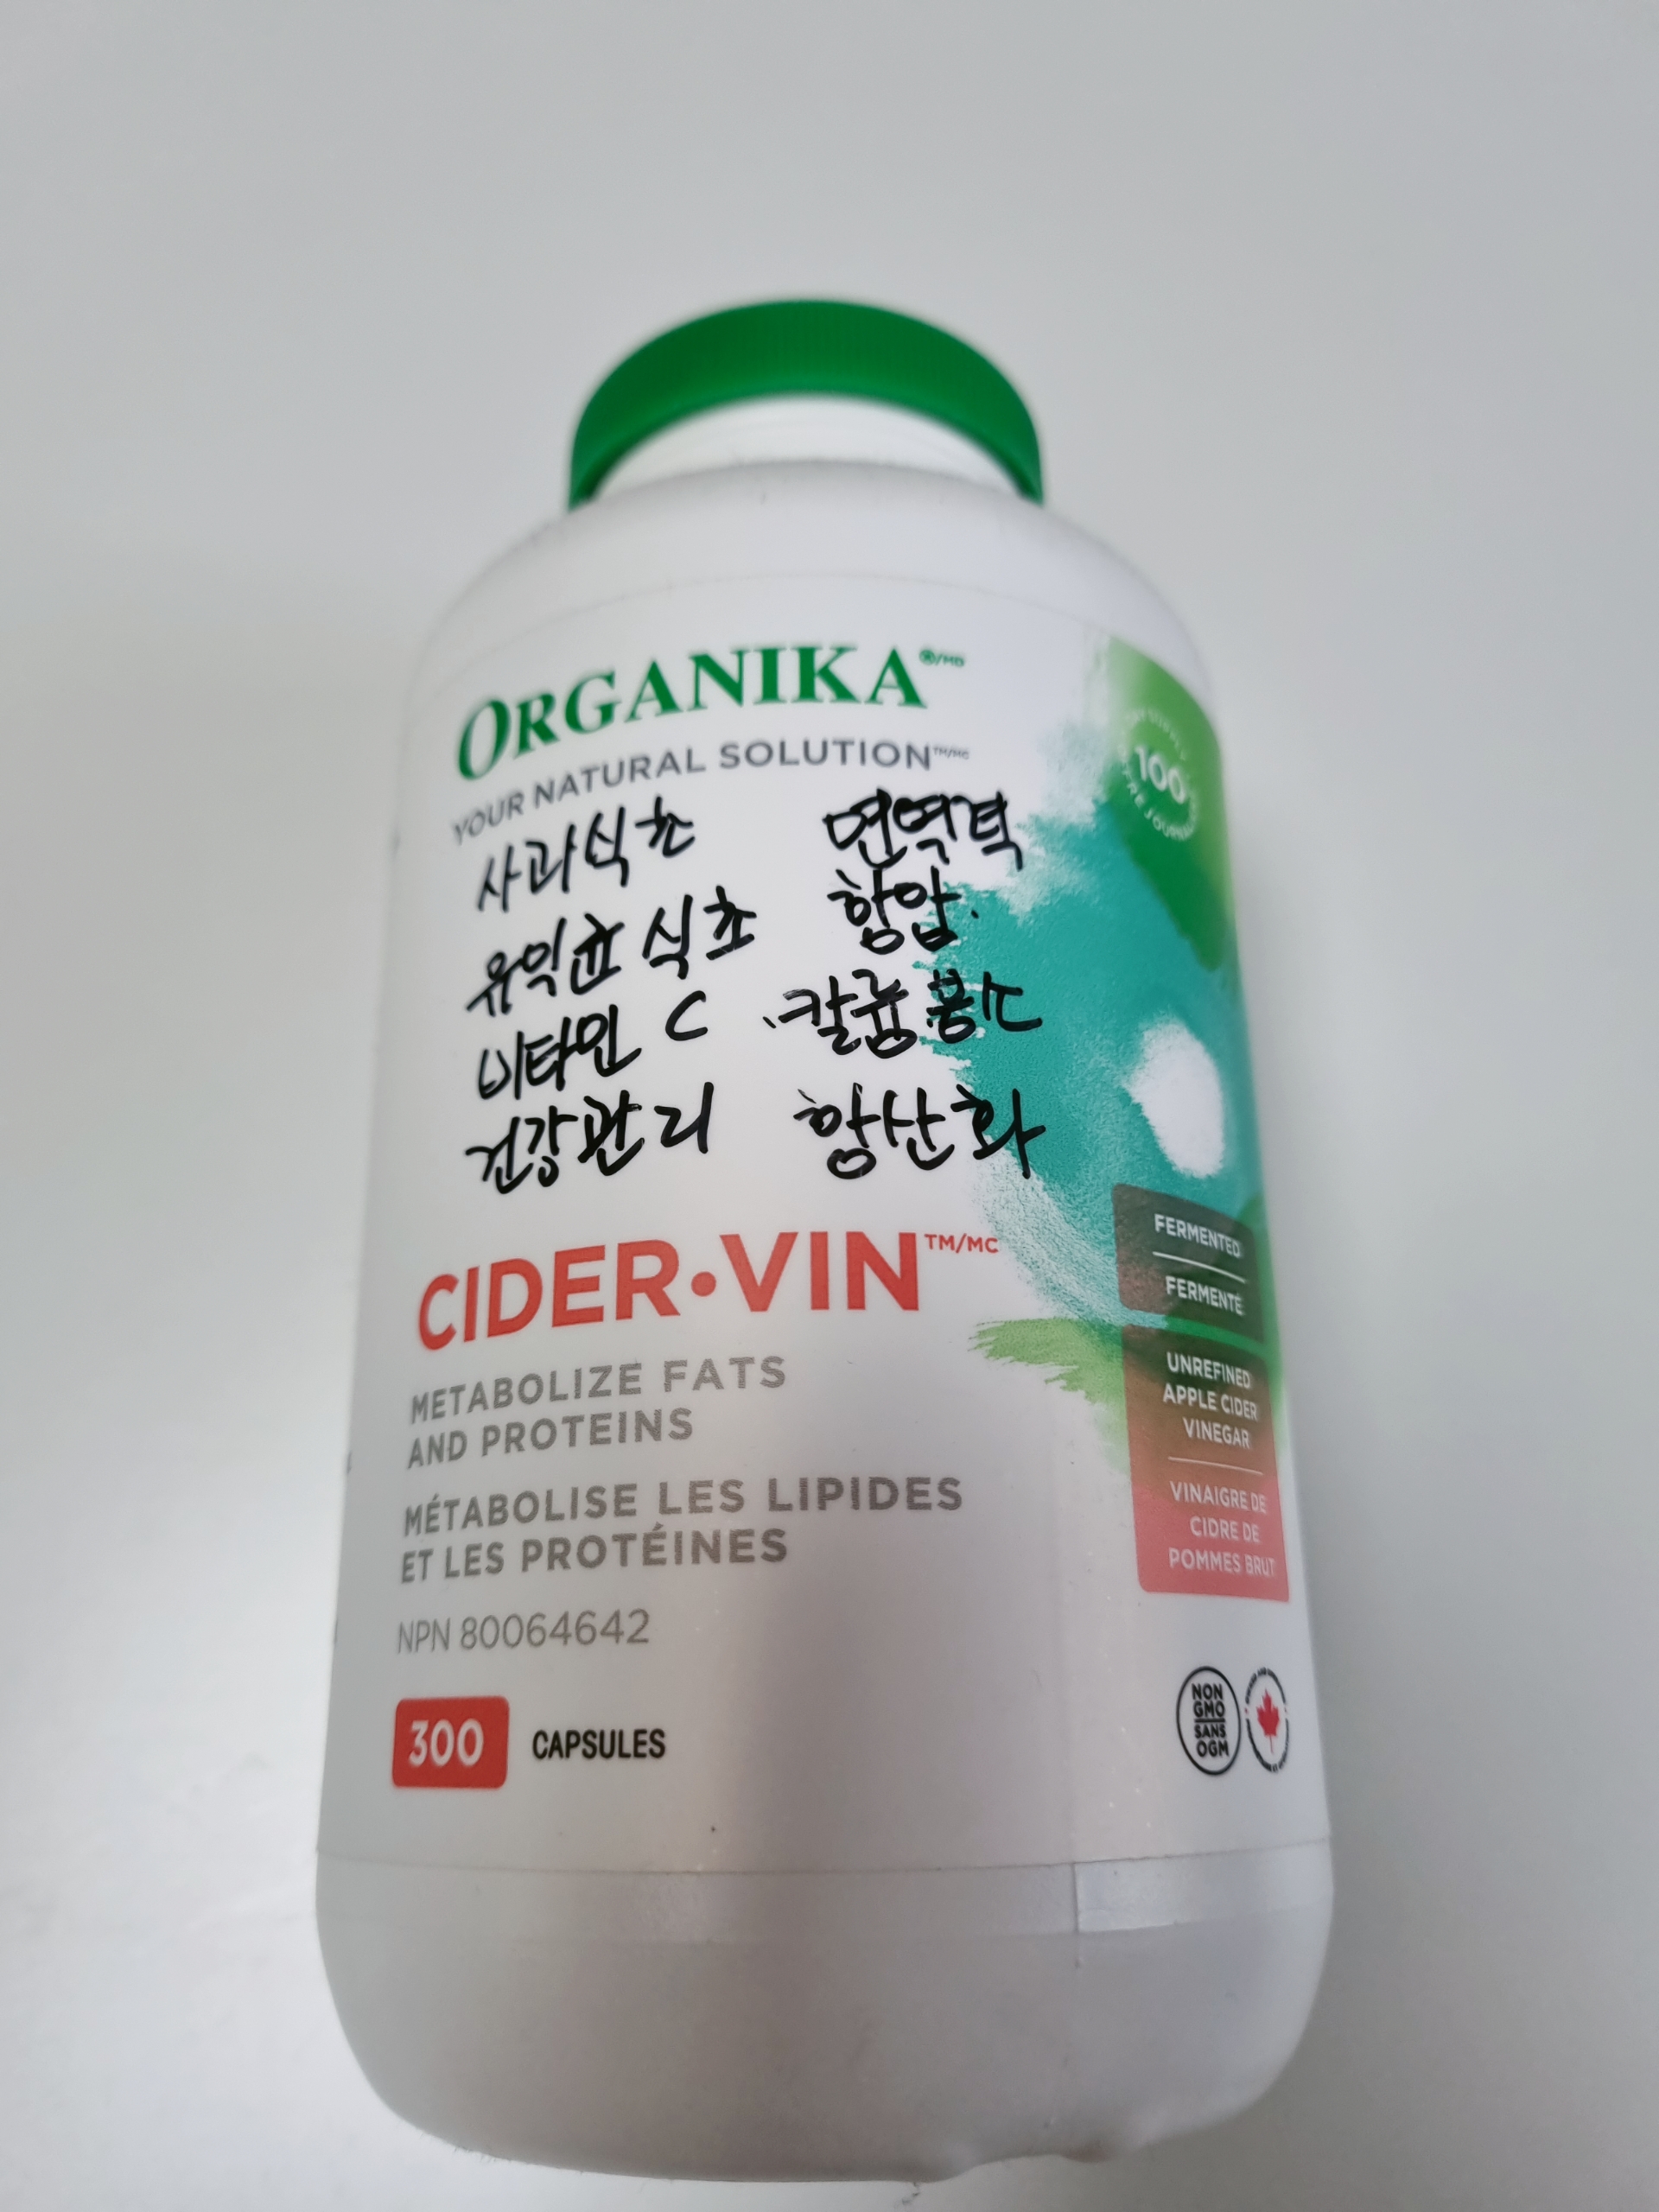 ORGANIKA®/MD
YOUR NATURAL SOLUTION™/MC
사과식초 면역력
유익균 식초 항암
비타민 C 칼륨 붕소
건강관리 항산화
CIDER•VIN™/MC
METABOLIZE FATS
AND PROTEINS
MÉTABOLISE LES LIPIDES
ET LES PROTÉINES
NPN 80064642
300 CAPSULES
100
FERMENTED
FERMENTÉ
UNREFINED
APPLE CIDER
VINEGAR
VINAIGRE DE
CIDRE DE
POMMES BRUT
NON
GMO
SANS
OGM